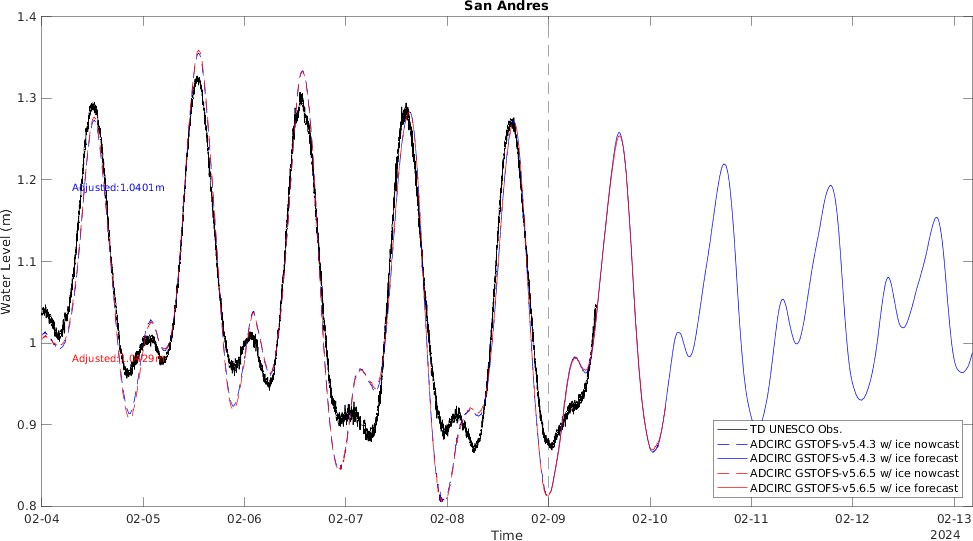 San Andres
1.4
1.3
1.2
1.1
1
0.9
0.8
Water Level (m)
Adjusted:1.0401m
02-04
02-05
02-06
02-07
02-08
02-09
02-10
02-11
02-12
02-13
Time
2024
TD UNESCO Obs.
ADCIRC GSTOFS-v5.4.3 w/ ice nowcast
ADCIRC GSTOFS-v5.4.3 w/ ice forecast
ADCIRC GSTOFS-v5.6.5 w/ ice nowcast
ADCIRC GSTOFS-v5.6.5 w/ ice forecast